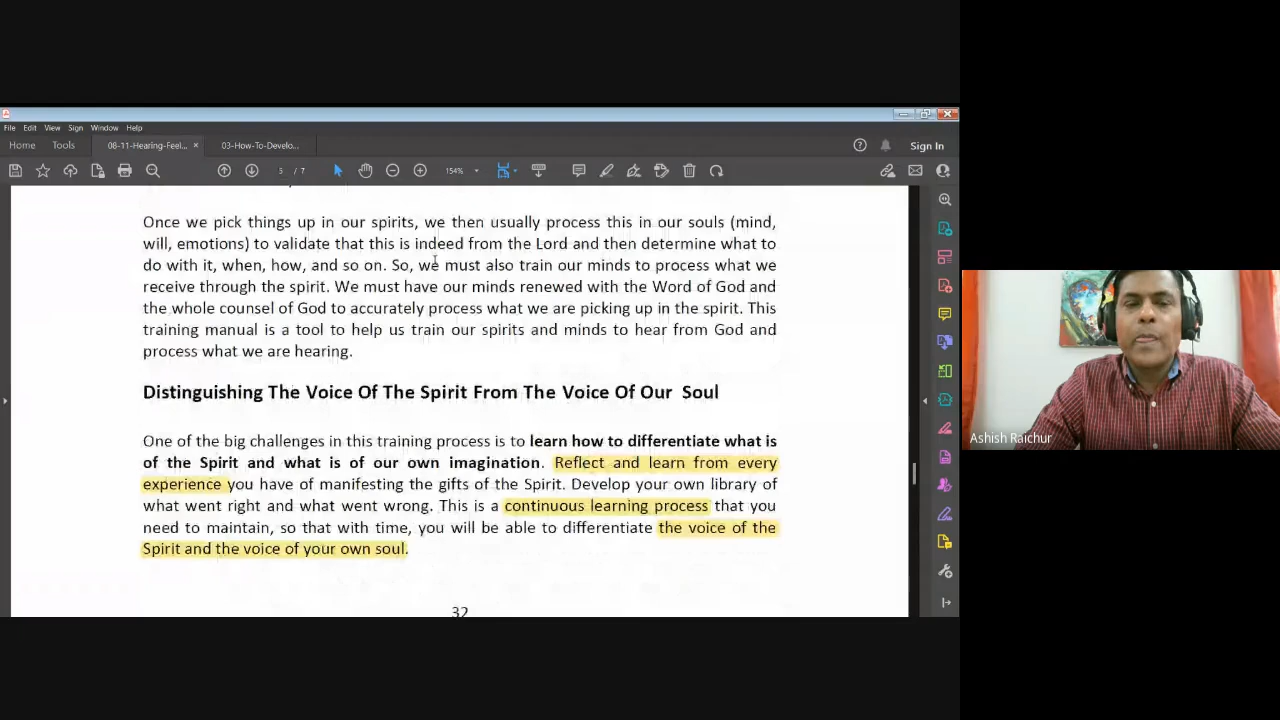 File Edit View Sign Window Help
Home Tools 08-11-Hearing-Feel... × 03-How-To-Develo... Sign In
5 / 7 154%
Once we pick things up in our spirits, we then usually process this in our souls (mind,
will, emotions) to validate that this is indeed from the Lord and then determine what to
do with it, when, how, and so on. So, we must also train our minds to process what we
receive through the spirit. We must have our minds renewed with the Word of God and
the whole counsel of God to accurately process what we are picking up in the spirit. This
training manual is a tool to help us train our spirits and minds to hear from God and
process what we are hearing.
Distinguishing The Voice Of The Spirit From The Voice Of Our Soul
One of the big challenges in this training process is to learn how to differentiate what is
of the Spirit and what is of our own imagination. Reflect and learn from every
experience you have of manifesting the gifts of the Spirit. Develop your own library of
what went right and what went wrong. This is a continuous learning process that you
need to maintain, so that with time, you will be able to differentiate the voice of the
Spirit and the voice of your own soul.
32
Ashish Raichur